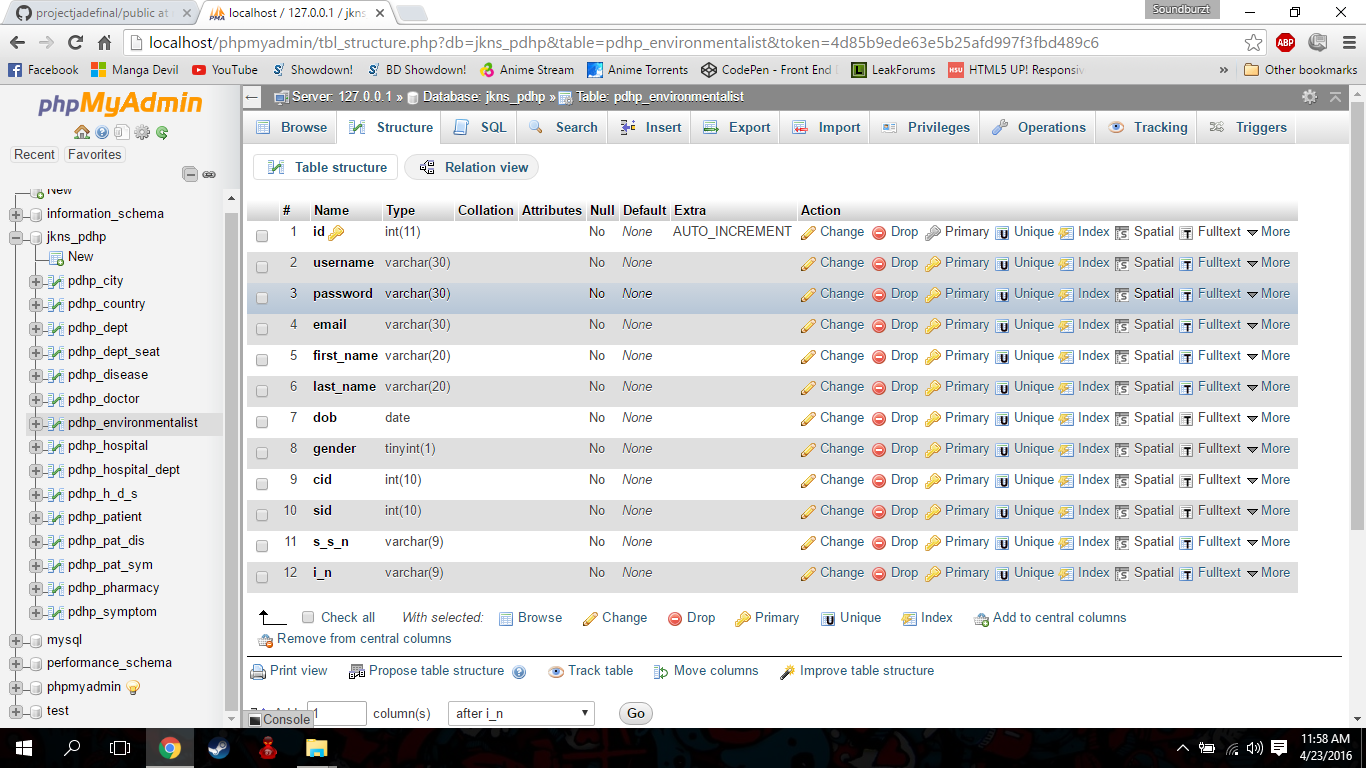 projectjadefinal/public at
localhost / 127.0.0.1 / jkns
Soundburzt
localhost/phpmyadmin/tbl_structure.php?db=jkns_pdhp&table=pdhp_environmentalist&token=4d85b9ede63e5b25afd997f3fbd489c6
Facebook Manga Devil YouTube Showdown! BD Showdown! Anime Stream Anime Torrents CodePen - Front End LeakForums HTML5 UP! Responsiv » Other bookmarks
phpMyAdmin
Recent Favorites
New
information_schema
jkns_pdhp
New
pdhp_city
pdhp_country
pdhp_dept
pdhp_dept_seat
pdhp_disease
pdhp_doctor
pdhp_environmentalist
pdhp_hospital
pdhp_hospital_dept
pdhp_h_d_s
pdhp_patient
pdhp_pat_dis
pdhp_pat_sym
pdhp_pharmacy
pdhp_symptom
mysql
performance_schema
phpmyadmin
test
Server: 127.0.0.1 » Database: jkns_pdhp » Table: pdhp_environmentalist
Browse Structure SQL Search Insert Export Import Privileges Operations Tracking Triggers
Table structure Relation view
# Name Type Collation Attributes Null Default Extra Action
1 id int(11) No None AUTO_INCREMENT Change Drop Primary Unique Index Spatial Fulltext More
2 username varchar(30) No None Change Drop Primary Unique Index Spatial Fulltext More
3 password varchar(30) No None Change Drop Primary Unique Index Spatial Fulltext More
4 email varchar(30) No None Change Drop Primary Unique Index Spatial Fulltext More
5 first_name varchar(20) No None Change Drop Primary Unique Index Spatial Fulltext More
6 last_name varchar(20) No None Change Drop Primary Unique Index Spatial Fulltext More
7 dob date No None Change Drop Primary Unique Index Spatial Fulltext More
8 gender tinyint(1) No None Change Drop Primary Unique Index Spatial Fulltext More
9 cid int(10) No None Change Drop Primary Unique Index Spatial Fulltext More
10 sid int(10) No None Change Drop Primary Unique Index Spatial Fulltext More
11 s_s_n varchar(9) No None Change Drop Primary Unique Index Spatial Fulltext More
12 i_n varchar(9) No None Change Drop Primary Unique Index Spatial Fulltext More
Check all With selected: Browse Change Drop Primary Unique Index Add to central columns
Remove from central columns
Print view Propose table structure Track table Move columns Improve table structure
1 column(s) after i_n Go
Console
11:58 AM
4/23/2016